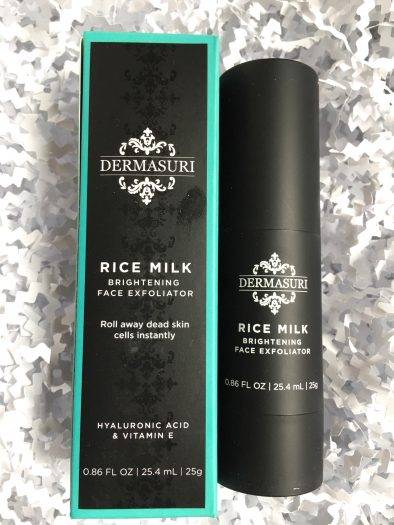 DERMASURI
RICE MILK
BRIGHTENING
FACE EXFOLIATOR
Roll away dead skin
cells instantly
HYALURONIC ACID
& VITAMIN E
0.86 FL OZ | 25.4 mL | 25g
DERMASURI
RICE MILK
BRIGHTENING
FACE EXFOLIATOR
0.86 FL OZ | 25.4 mL | 25g